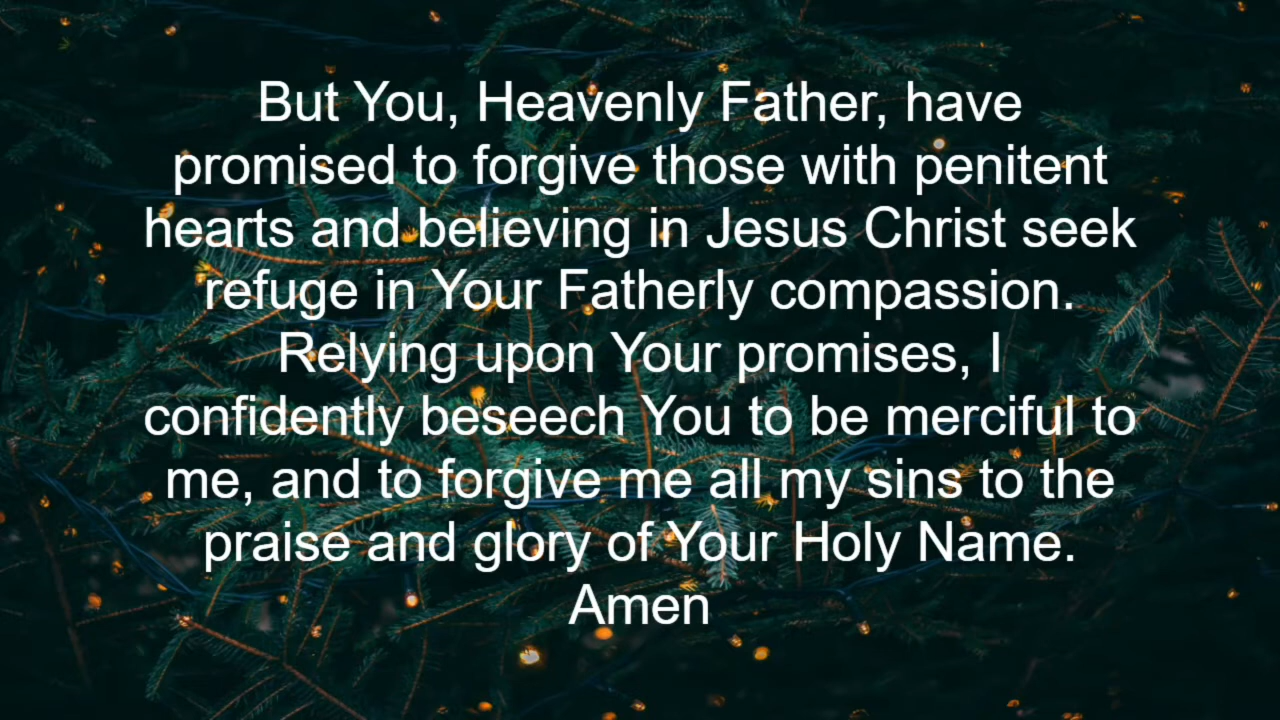 But You, Heavenly Father, have
promised to forgive those with penitent
hearts and believing in Jesus Christ seek
refuge in Your Fatherly compassion.
Relying upon Your promises, I
confidently beseech You to be merciful to
me, and to forgive me all my sins to the
praise and glory of Your Holy Name.
Amen